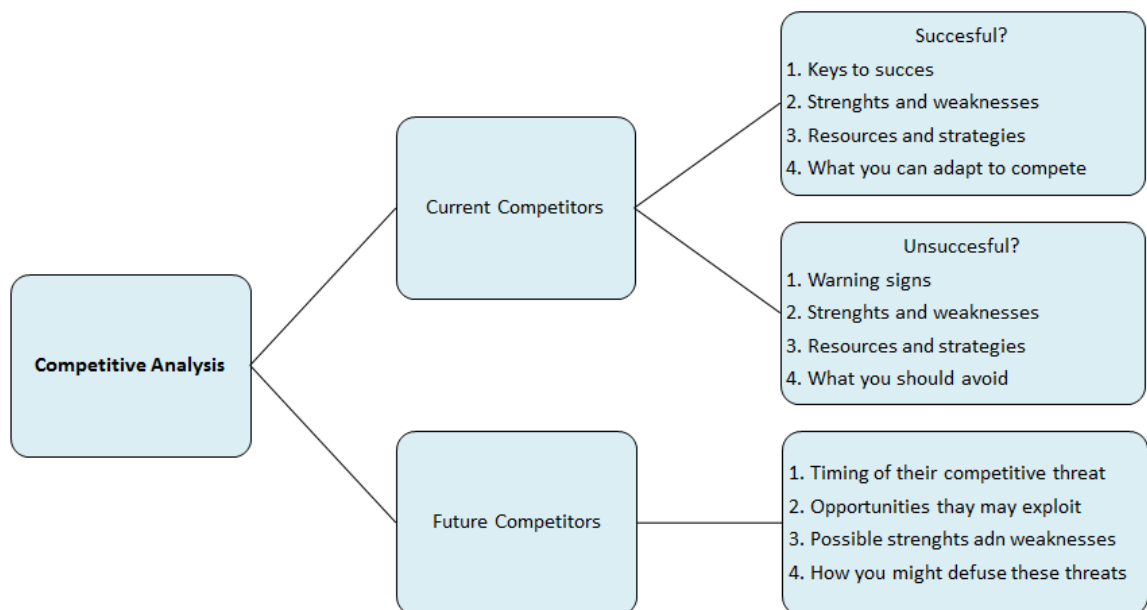 Competitive Analysis
Current Competitors
Succesful?
1. Keys to succes
2. Strenghts and weaknesses
3. Resources and strategies
4. What you can adapt to compete
Unsuccesful?
1. Warning signs
2. Strenghts and weaknesses
3. Resources and strategies
4. What you should avoid
Future Competitors
1. Timing of their competitive threat
2. Opportunities thay may exploit
3. Possible strenghts adn weaknesses
4. How you might defuse these threats